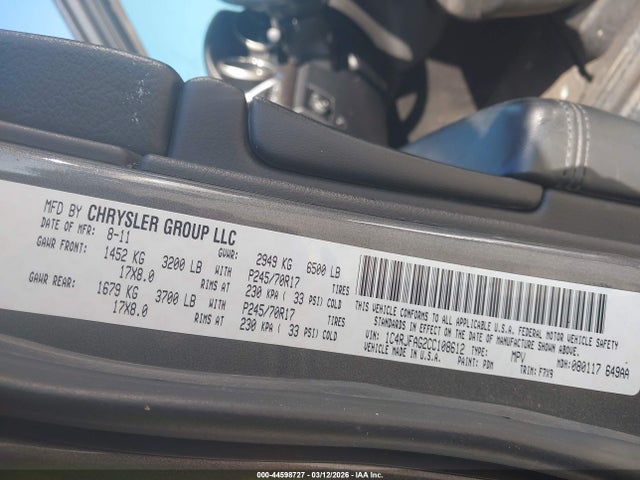 MFD BY CHRYSLER GROUP LLC
DATE OF MFR: 8-11 GVWR: 2949 KG 6500 LB
GAWR FRONT: 1452 KG 3200 LB WITH P245/70R17 TIRES
17X8.0 RIMS AT 230 KPA ( 33 PSI) COLD
GAWR REAR: 1679 KG 3700 LB WITH P245/70R17 TIRES
17X8.0 RIMS AT 230 KPA ( 33 PSI) COLD
THIS VEHICLE CONFORMS TO ALL APPLICABLE U.S.A. FEDERAL MOTOR VEHICLE SAFETY
STANDARDS IN EFFECT ON THE DATE OF MANUFACTURE SHOWN ABOVE.
VIN: 1C4RJFAG2CC108612 TYPE: MPV MDH:080117 649AA
VEHICLE MADE IN U.S.A. PAINT: PDM TRIM: F7X9
000-44598727 - 03/12/2026 - IAA Inc.